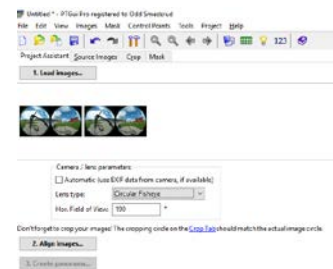 Untitled * - PTGui Pro registered to Odd Smestrud
File Edit View Images Mask Control Points Tools Project Help
123
Project Assistant Source Images Crop Mask
1. Load images...
Camera / lens parameters
Automatic (use EXIF data from camera, if available)
Lens type: Circular Fisheye
Hor. Field of View: 190 °
Don't forget to crop your images! The cropping circle on the Crop Tab should match the actual image circle.
2. Align images...
3. Create panorama...